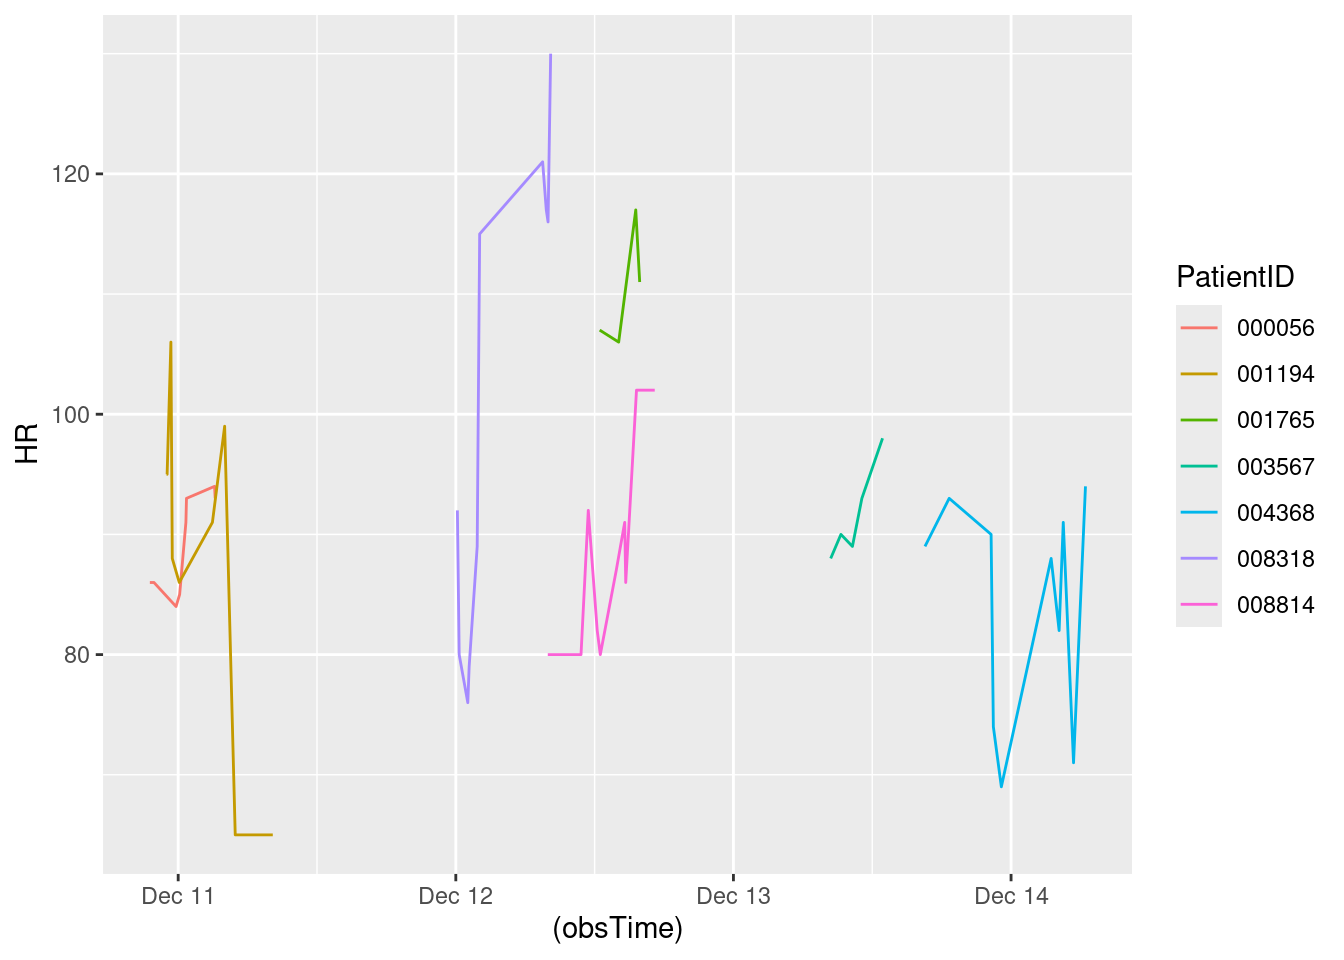 120
100
80
HR
Dec 11
Dec 12
Dec 13
Dec 14
(obsTime)
PatientID
000056
001194
001765
003567
004368
008318
008814